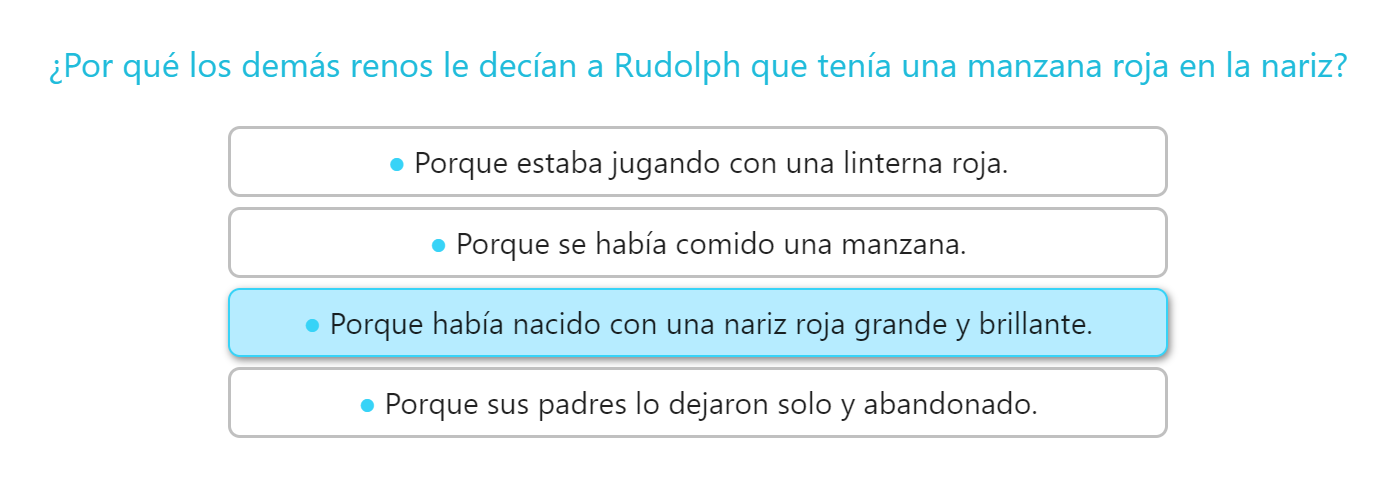 ¿Por qué los demás renos le decían a Rudolph que tenía una manzana roja en la nariz?
● Porque estaba jugando con una linterna roja.
● Porque se había comido una manzana.
● Porque había nacido con una nariz roja grande y brillante.
● Porque sus padres lo dejaron solo y abandonado.